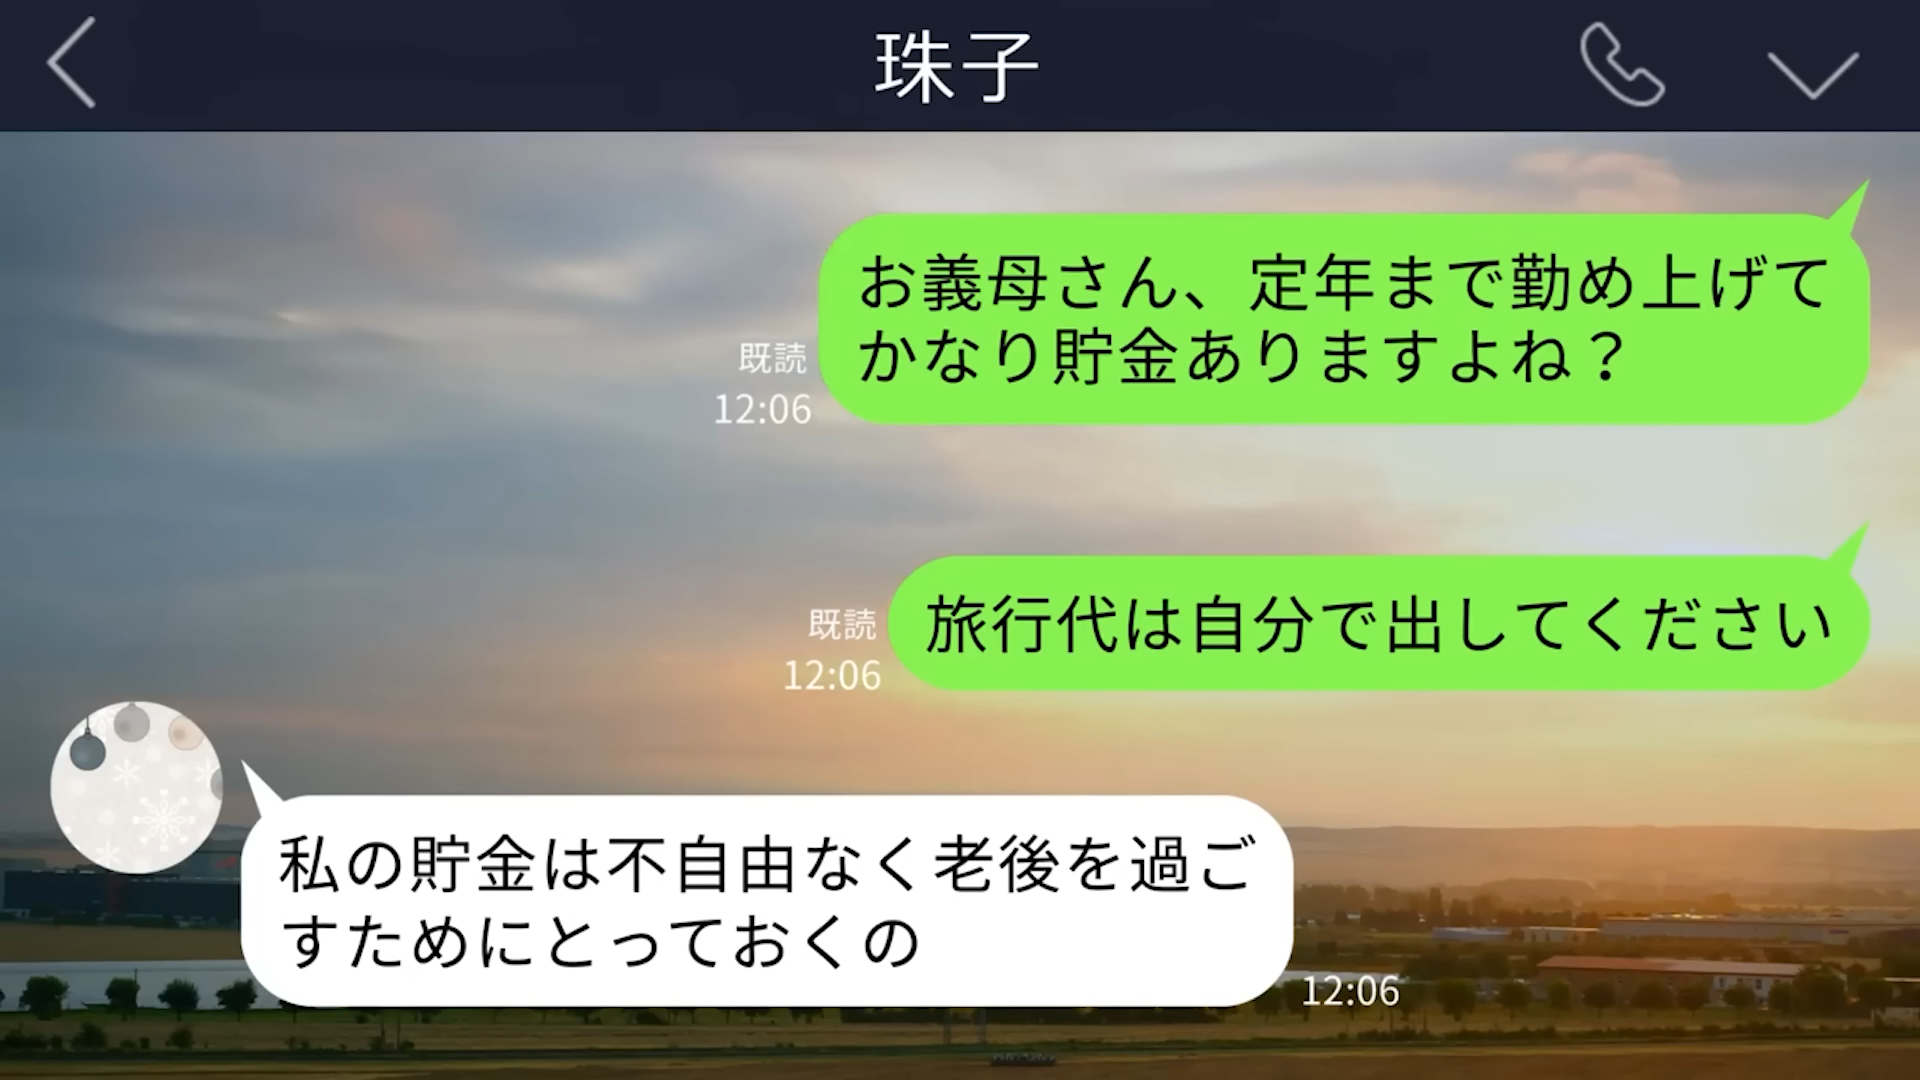 珠子
お義母さん、定年まで勤め上げて
かなり貯金ありますよね？
既読
12:06
旅行代は自分で出してください
既読
12:06
私の貯金は不自由なく老後を過ご
すためにとっておくの
12:06